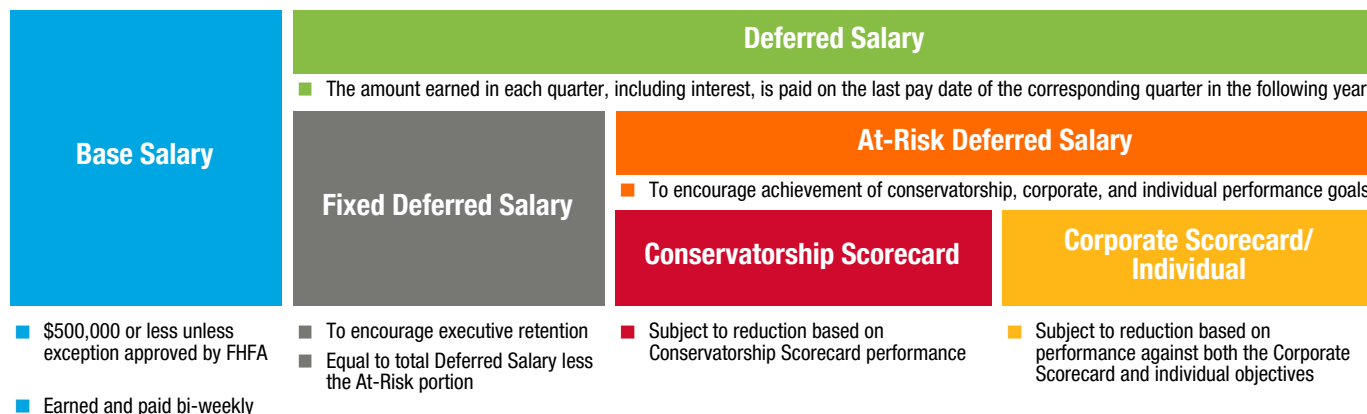 Deferred Salary
The amount earned in each quarter, including interest, is paid on the last pay date of the corresponding quarter in the following year
Base Salary
At-Risk Deferred Salary
To encourage achievement of conservatorship, corporate, and individual performance goals
Fixed Deferred Salary
Conservatorship Scorecard
Corporate Scorecard/
Individual
$500,000 or less unless
exception approved by FHFA
Earned and paid bi-weekly
To encourage executive retention
Equal to total Deferred Salary less
the At-Risk portion
Subject to reduction based on
Conservatorship Scorecard performance
Subject to reduction based on
performance against both the Corporate
Scorecard and individual objectives